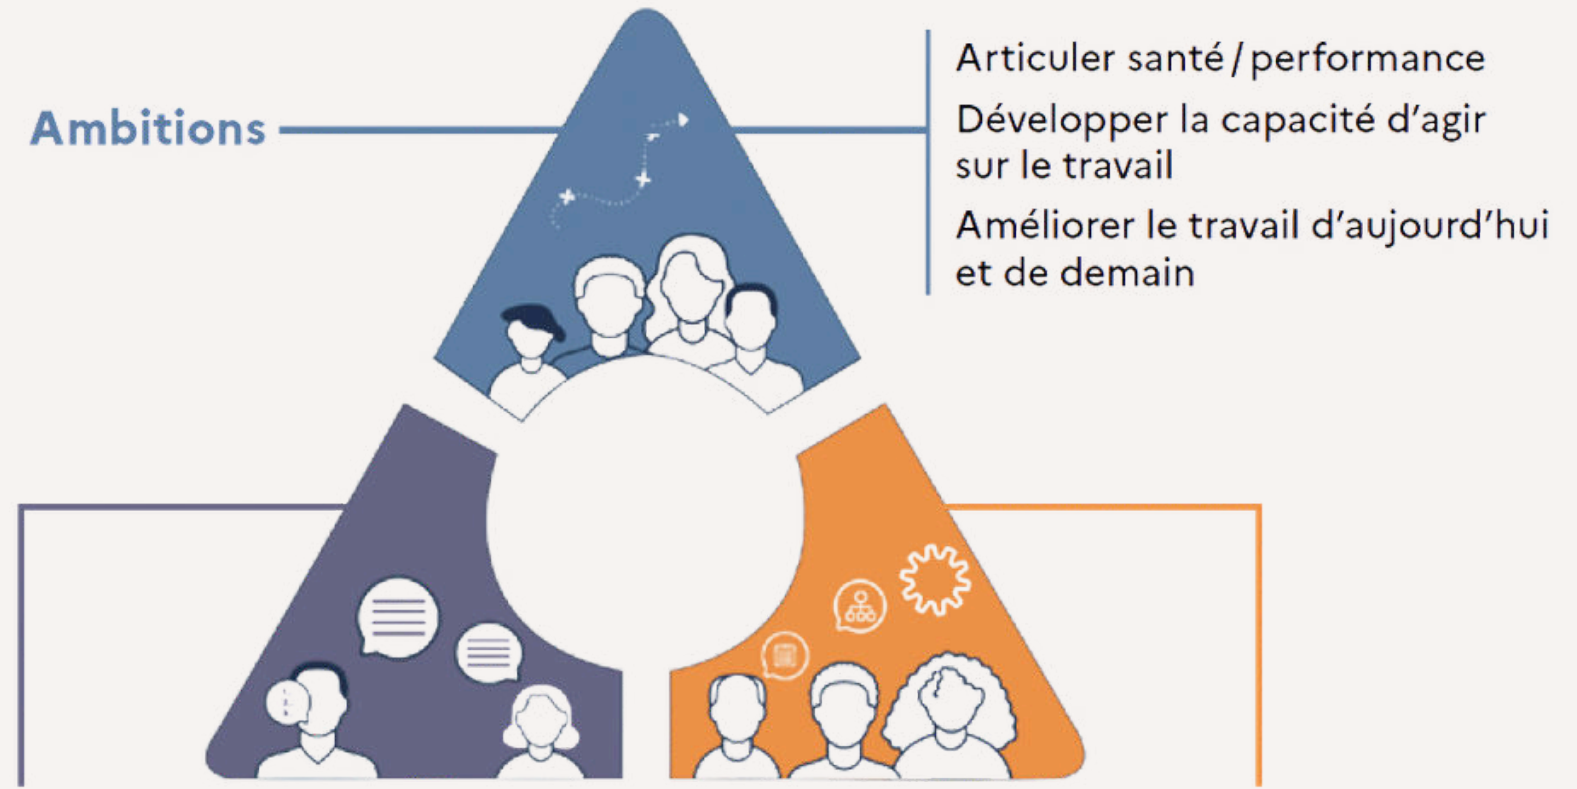 Ambitions
Articuler santé/performance
Développer la capacité d'agir
sur le travail
Améliorer le travail d'aujourd'hui
et de demain